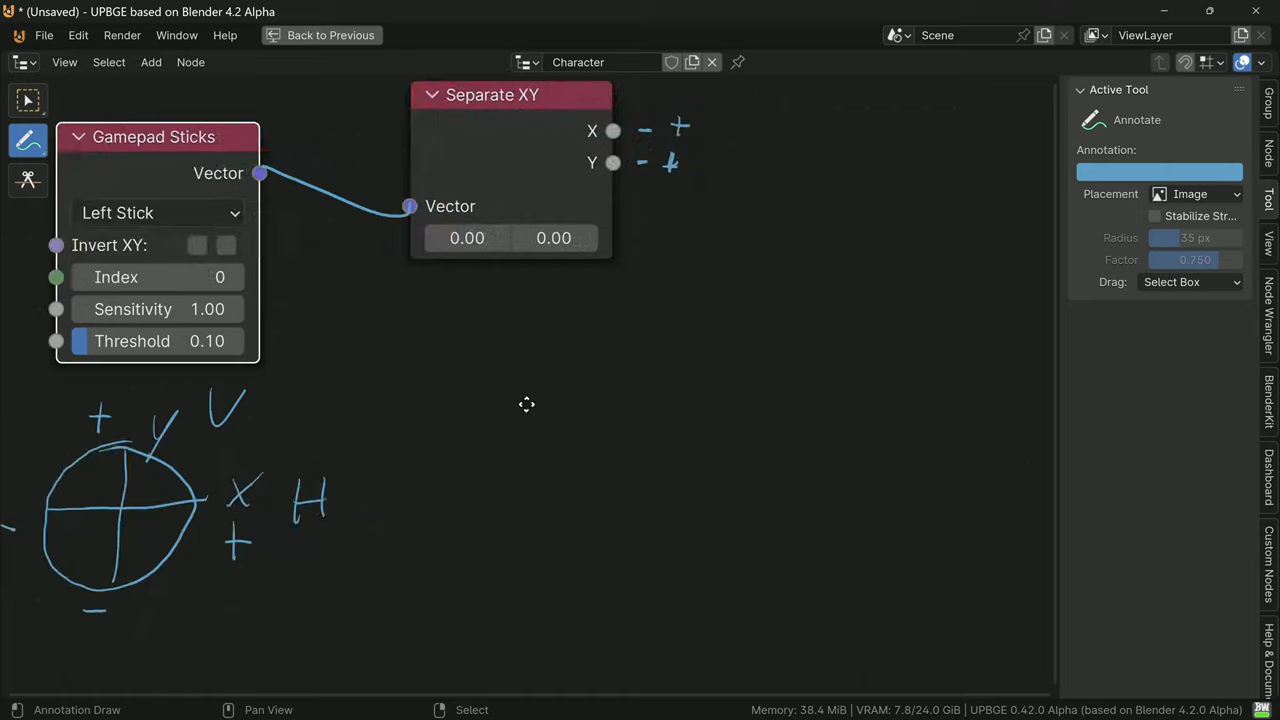 * (Unsaved) - UPBGE based on Blender 4.2 Alpha
File Edit Render Window Help Back to Previous Scene ViewLayer
View Select Add Node Character
Separate XY
X - +
Y - +
Vector
0.00 0.00
Gamepad Sticks
Vector
Left Stick
Invert XY:
Index 0
Sensitivity 1.00
Threshold 0.10
+ y V
X H
- +
-
Active Tool
Annotate
Annotation:
Placement Image
Stabilize Str...
Radius 35 px
Factor 0.750
Drag: Select Box
Group
Node
Tool
View
Node Wrangler
BlenderKit
Dashboard
Custom Nodes
Help & Docume
Annotation Draw Pan View Select Memory: 38.4 MiB | VRAM: 7.8/24.0 GiB | UPBGE 0.42.0 Alpha (based on Blender 4.2.0 Alpha)
BW